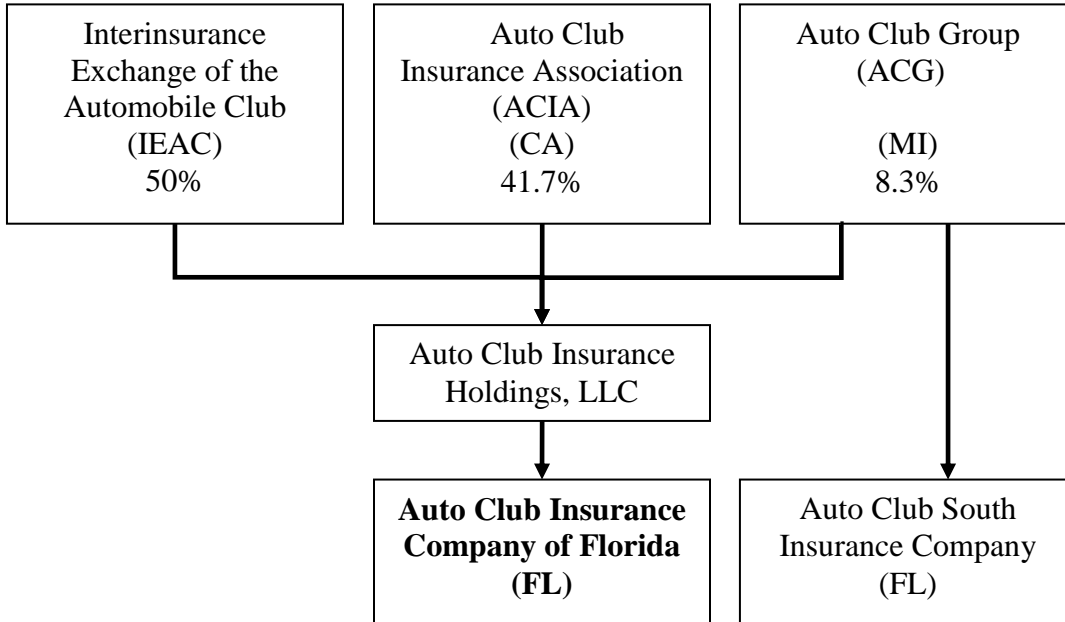 Interinsurance
Exchange of the
Automobile Club
(IEAC)
50%
Auto Club
Insurance Association
(ACIA)
(CA)
41.7%
Auto Club Group
(ACG)
(MI)
8.3%
Auto Club Insurance
Holdings, LLC
Auto Club Insurance
Company of Florida
(FL)
Auto Club South
Insurance Company
(FL)